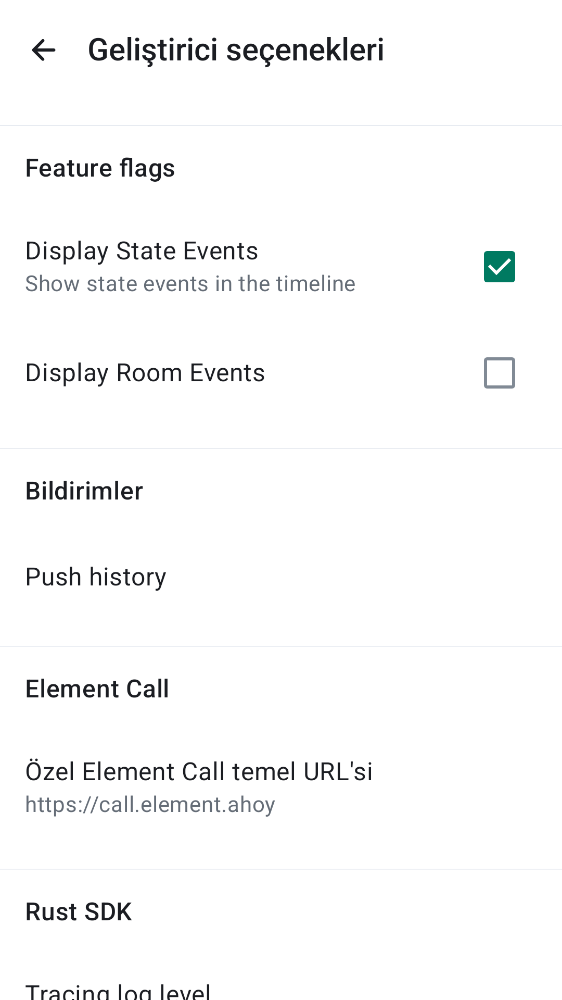 Geliştirici seçenekleri
Feature flags
Display State Events
Show state events in the timeline
Display Room Events
Bildirimler
Push history
Element Call
Özel Element Call temel URL'si
https://call.element.ahoy
Rust SDK
Tracing log level